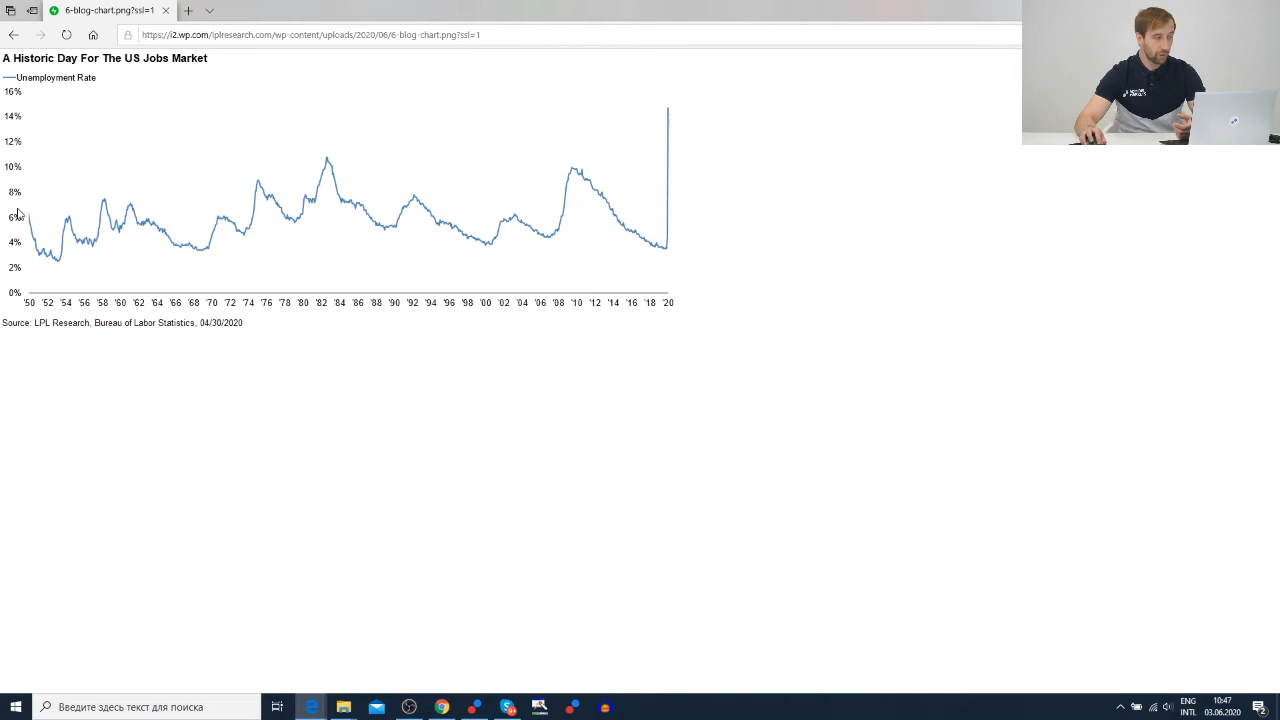 6-blog-chart.png?ssl=1
https://i2.wp.com/lplresearch.com/wp-content/uploads/2020/06/6-blog-chart.png?ssl=1
A Historic Day For The US Jobs Market
Unemployment Rate
16%
14%
12%
10%
8%
6%
4%
2%
0%
'50 '52 '54 '56 '58 '60 '62 '64 '66 '68 '70 '72 '74 '76 '78 '80 '82 '84 '86 '88 '90 '92 '94 '96 '98 '00 '02 '04 '06 '08 '10 '12 '14 '16 '18 '20
Source: LPL Research, Bureau of Labor Statistics, 04/30/2020
Введите здесь текст для поиска
ENG
INTL
10:47
03.06.2020
2